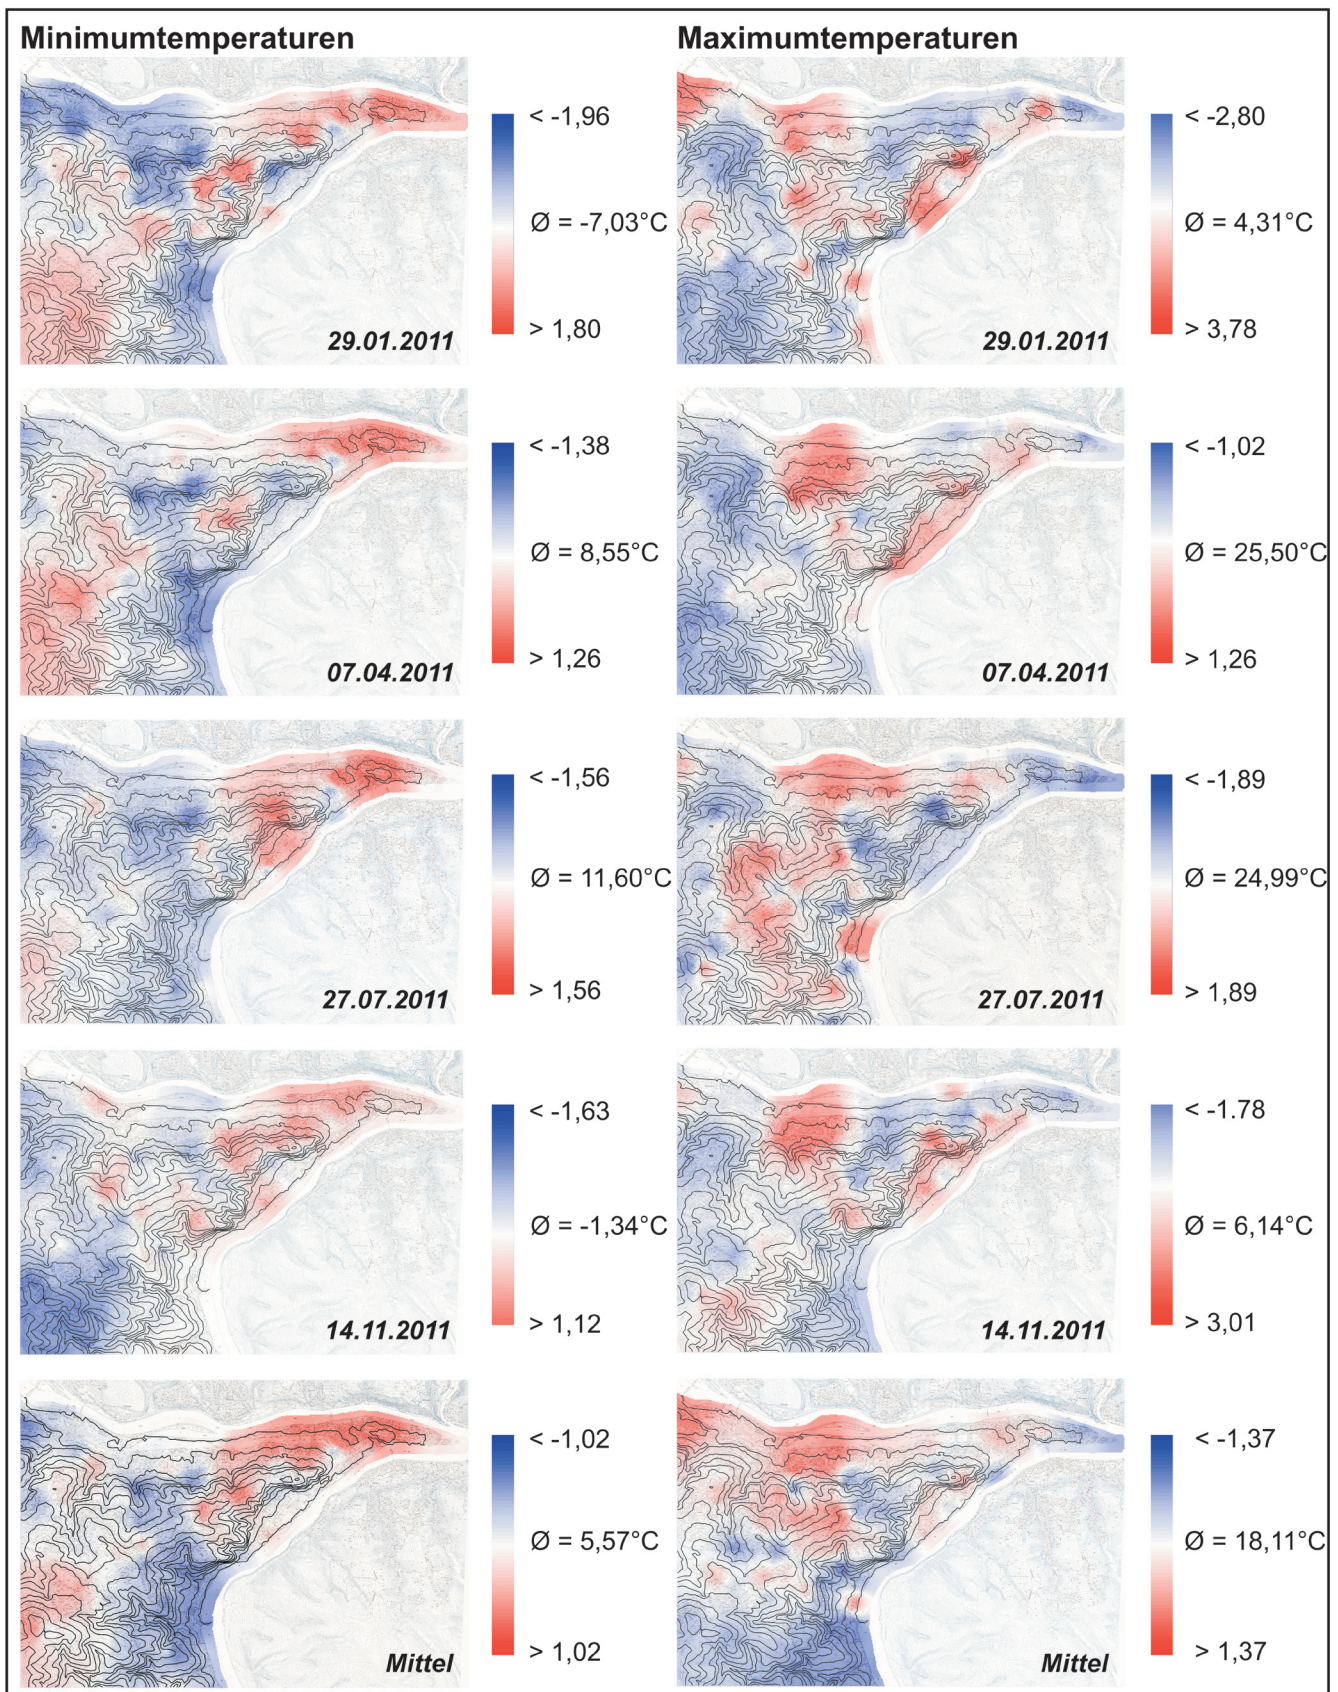 Minimumtemperaturen
Maximumtemperaturen
< -1,96
Ø = -7,03°C
> 1,80
29.01.2011
< -2,80
Ø = 4,31°C
> 3,78
29.01.2011
< -1,38
Ø = 8,55°C
> 1,26
07.04.2011
< -1,02
Ø = 25,50°C
> 1,26
07.04.2011
< -1,56
Ø = 11,60°C
> 1,56
27.07.2011
< -1,89
Ø = 24,99°C
> 1,89
27.07.2011
< -1,63
Ø = -1,34°C
> 1,12
14.11.2011
< -1.78
Ø = 6,14°C
> 3,01
14.11.2011
< -1,02
Ø = 5,57°C
> 1,02
Mittel
< -1,37
Ø = 18,11°C
> 1,37
Mittel